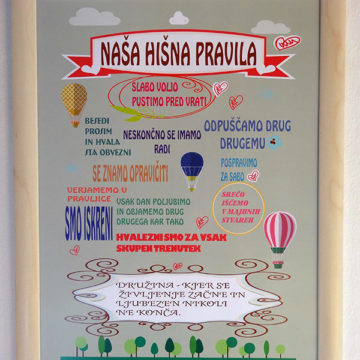 NAŠA HIŠNA PRAVILA
SLABO VOLJO
PUSTIMO PRED VRATI
BESEDI
PROSIM
IN HVALA
STA OBVEZNI
NESKONČNO SE IMAMO
RADI
ODPUŠČAMO DRUG
DRUGEMU
SE ZNAMO OPRAVIČITI
POSPRAVIMO
ZA SABO
VERJAMEMO V
PRAVLJICE
SMO ISKRENI
VSAK DAN POLJUBIMO
IN OBJAMEMO DRUG
DRUGEGA KAR TAKO
SREČO
IŠČEMO
V MAJHNIH
STVAREH
HVALEZNI SMO ZA VSAK
SKUPEN TRENUTEK
DRUŽINA - KJER SE
ŽIVLJENJE ZAČNE IN
LJUBEZEN NIKOLI
NE KONČA.